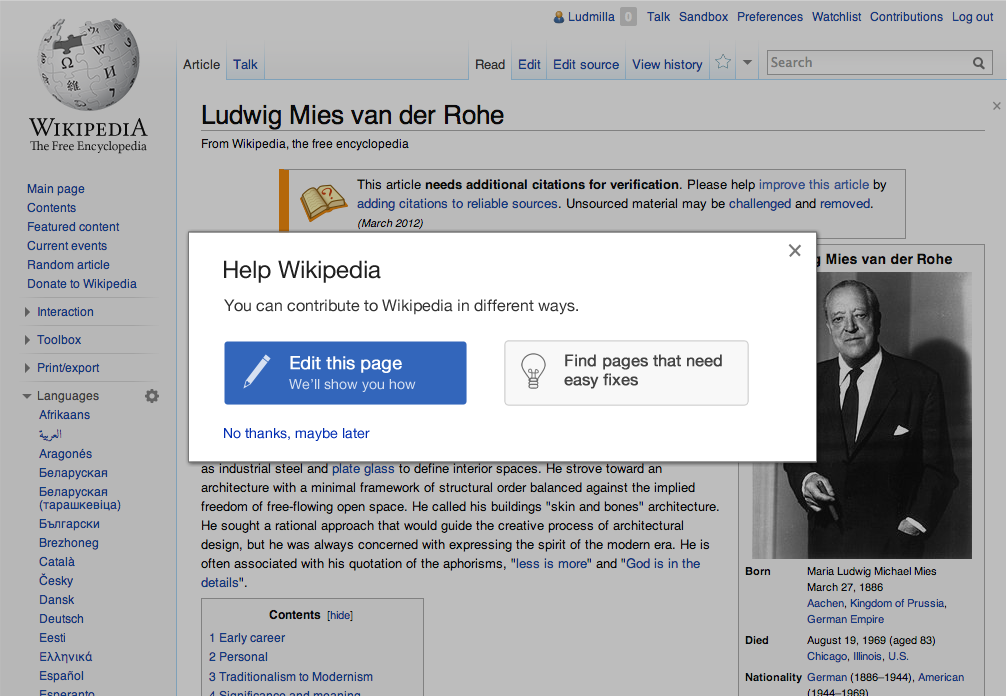 Ludmilla 0 Talk Sandbox Preferences Watchlist Contributions Log out
Article Talk Read Edit Edit source View history Search
WIKIPEDIA
The Free Encyclopedia
Main page
Contents
Featured content
Current events
Random article
Donate to Wikipedia
Interaction
Toolbox
Print/export
Languages
Afrikaans
العربية
Aragonés
Беларуская
Беларуская
(тарашкевіца)
Български
Brezhoneg
Català
Česky
Dansk
Deutsch
Eesti
Ελληνικά
Español
Esperanto
Ludwig Mies van der Rohe
From Wikipedia, the free encyclopedia
This article needs additional citations for verification. Please help improve this article by
adding citations to reliable sources. Unsourced material may be challenged and removed.
(March 2012)
Help Wikipedia
You can contribute to Wikipedia in different ways.
Edit this page
We'll show you how
Find pages that need
easy fixes
No thanks, maybe later
as industrial steel and plate glass to define interior spaces. He strove toward an
architecture with a minimal framework of structural order balanced against the implied
freedom of free-flowing open space. He called his buildings "skin and bones" architecture.
He sought a rational approach that would guide the creative process of architectural
design, but he was always concerned with expressing the spirit of the modern era. He is
often associated with his quotation of the aphorisms, "less is more" and "God is in the
details".
Contents [hide]
1 Early career
2 Personal
3 Traditionalism to Modernism
4 Significance and meaning
g Mies van der Rohe
Born Maria Ludwig Michael Mies
March 27, 1886
Aachen, Kingdom of Prussia,
German Empire
Died August 19, 1969 (aged 83)
Chicago, Illinois, U.S.
Nationality German (1886–1944), American
(1944–1969)